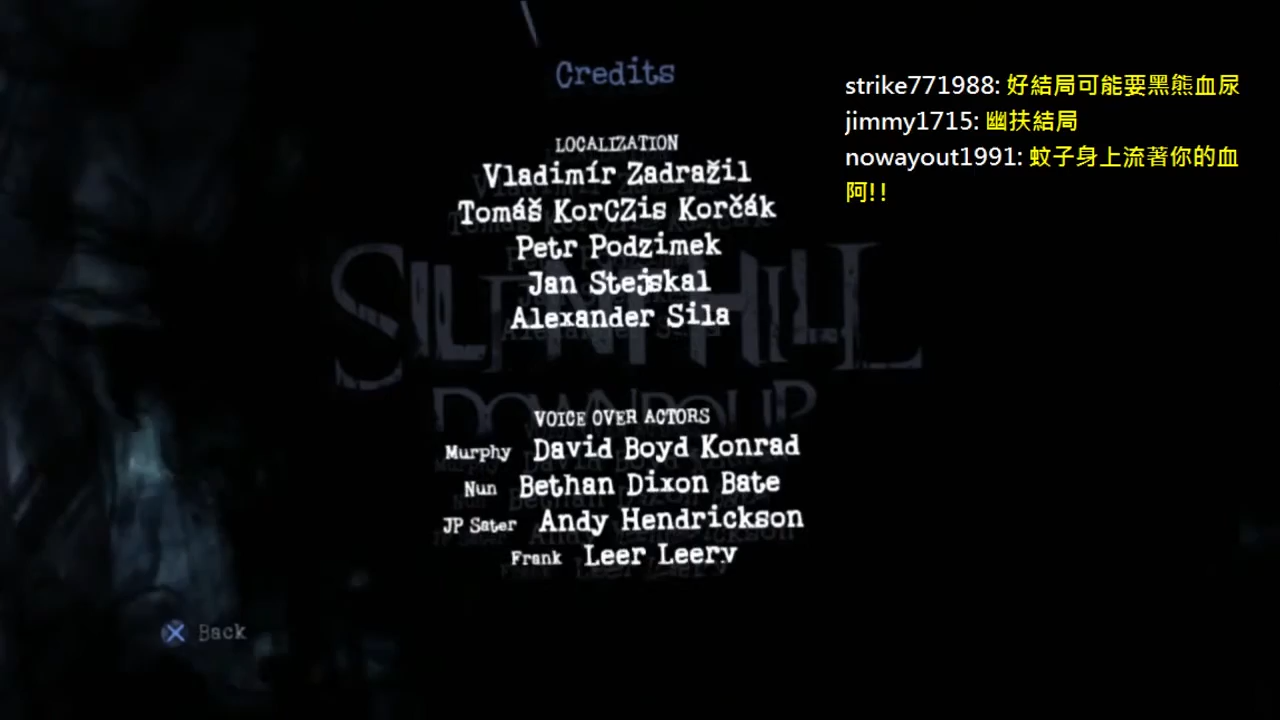 Credits
LOCALIZATION
Vladimír Zadražil
Tomáš KorCZis Korčák
Petr Podzimek
Jan Stejskal
Alexander Sila
SILENT HILL
DOWNPOUR
VOICE OVER ACTORS
Murphy David Boyd Konrad
Nun Bethan Dixon Bate
JP Sater Andy Hendrickson
Frank Leer Leery
Back
strike771988: 好結局可能要黑熊血尿
jimmy1715: 幽扶結局
nowayout1991: 蚊子身上流著你的血
阿!!